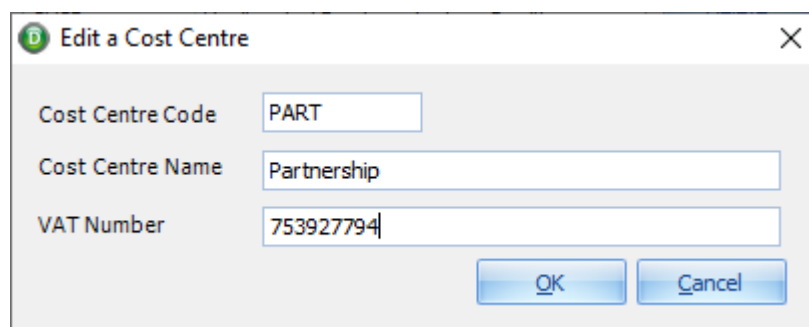 D Edit a Cost Centre
Cost Centre Code PART
Cost Centre Name Partnership
VAT Number 753927794
OK Cancel